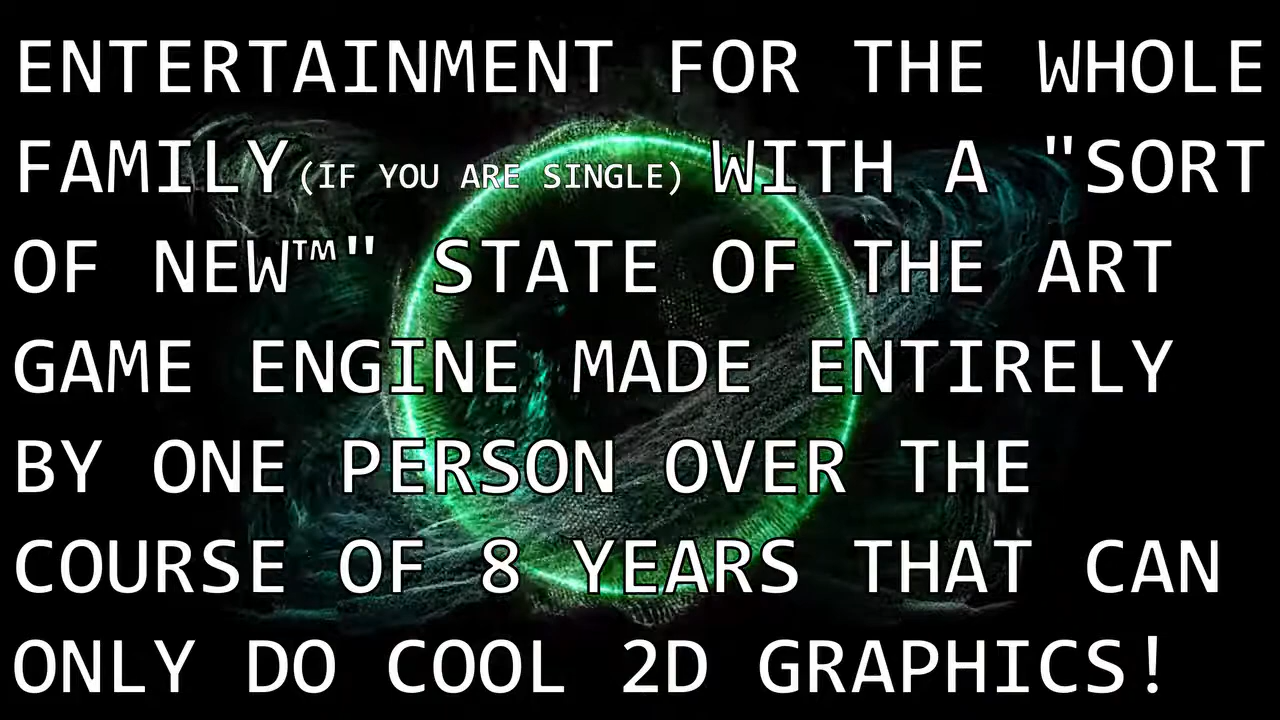 ENTERTAINMENT FOR THE WHOLE
FAMILY(IF YOU ARE SINGLE) WITH A "SORT
OF NEW™" STATE OF THE ART
GAME ENGINE MADE ENTIRELY
BY ONE PERSON OVER THE
COURSE OF 8 YEARS THAT CAN
ONLY DO COOL 2D GRAPHICS!